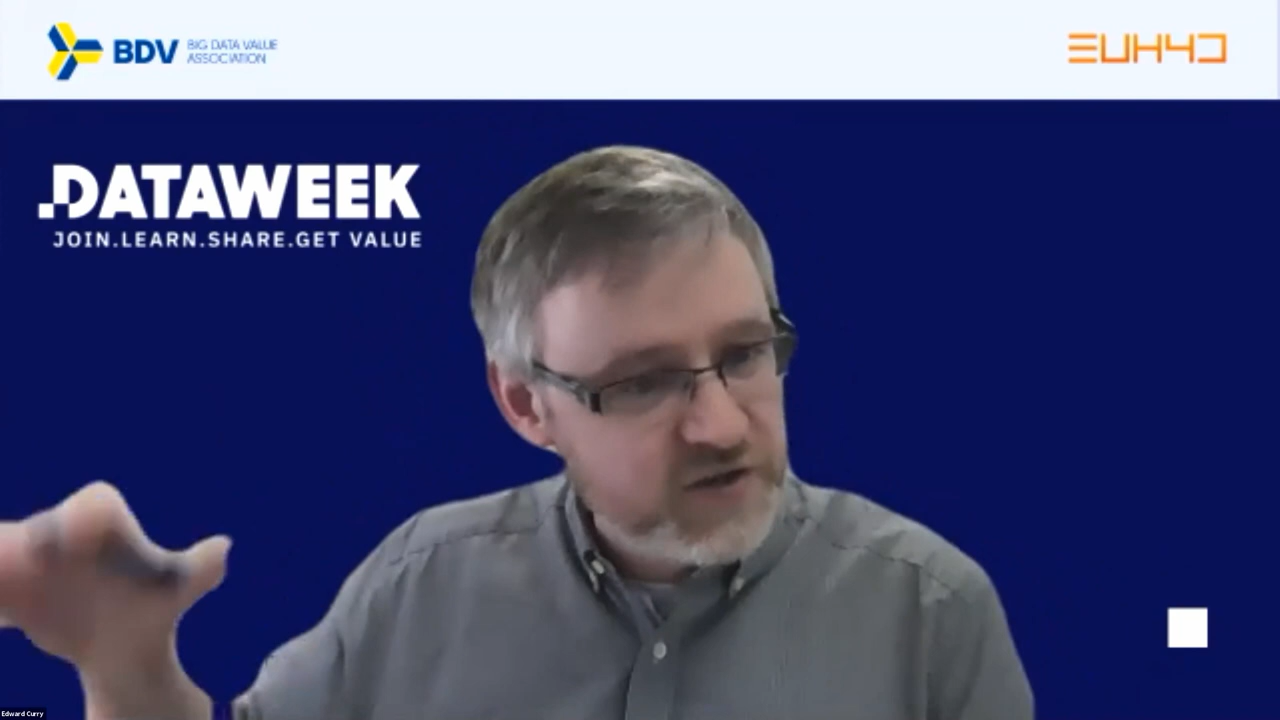 BDV
BIG DATA VALUE
ASSOCIATION
EUH4D
.DATAWEEK
JOIN.LEARN.SHARE.GET VALUE
Edward Curry